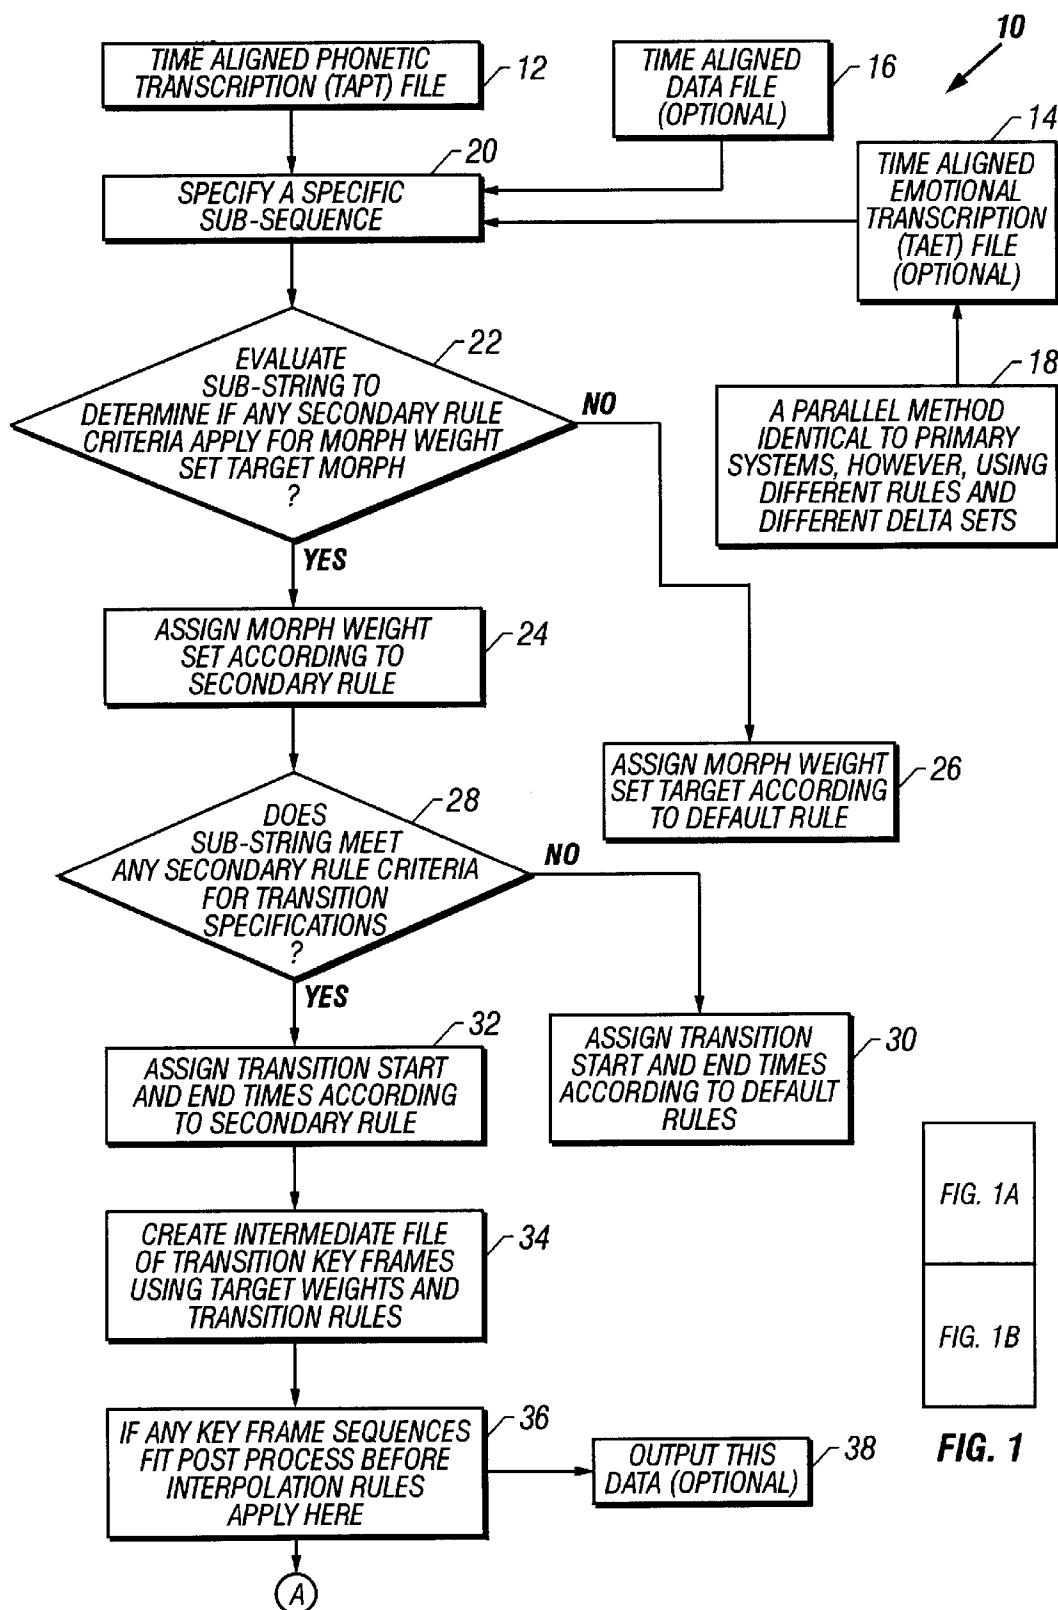 10
TIME ALIGNED PHONETIC
TRANSCRIPTION (TAPT) FILE
12
TIME ALIGNED
DATA FILE
(OPTIONAL)
16
14
TIME ALIGNED
EMOTIONAL
TRANSCRIPTION
(TAET) FILE
(OPTIONAL)
20
SPECIFY A SPECIFIC
SUB-SEQUENCE
22
EVALUATE
SUB-STRING TO
DETERMINE IF ANY SECONDARY RULE
CRITERIA APPLY FOR MORPH WEIGHT
SET TARGET MORPH
?
NO
YES
18
A PARALLEL METHOD
IDENTICAL TO PRIMARY
SYSTEMS, HOWEVER, USING
DIFFERENT RULES AND
DIFFERENT DELTA SETS
ASSIGN MORPH WEIGHT
SET ACCORDING TO
SECONDARY RULE
24
ASSIGN MORPH WEIGHT
SET TARGET ACCORDING
TO DEFAULT RULE
26
28
DOES
SUB-STRING MEET
ANY SECONDARY RULE CRITERIA
FOR TRANSITION
SPECIFICATIONS
?
NO
YES
32
ASSIGN TRANSITION START
AND END TIMES ACCORDING
TO SECONDARY RULE
ASSIGN TRANSITION
START AND END TIMES
ACCORDING TO DEFAULT
RULES
30
CREATE INTERMEDIATE FILE
OF TRANSITION KEY FRAMES
USING TARGET WEIGHTS AND
TRANSITION RULES
34
FIG. 1A
FIG. 1B
FIG. 1
IF ANY KEY FRAME SEQUENCES
FIT POST PROCESS BEFORE
INTERPOLATION RULES
APPLY HERE
36
OUTPUT THIS
DATA (OPTIONAL)
38
A